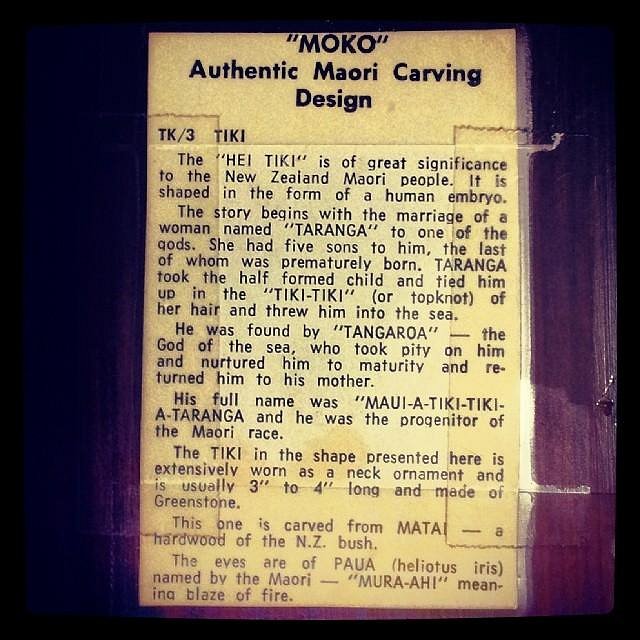 "MOKO"
Authentic Maori Carving
Design
TK/3 TIKI
The "HEI TIKI" is of great significance
to the New Zealand Maori people. It is
shaped in the form of a human embryo.
The story begins with the marriage of a
woman named "TARANGA" to one of the
gods. She had five sons to him, the last
of whom was prematurely born. TARANGA
took the half formed child and tied him
up in the "TIKI-TIKI" (or topknot) of
her hair and threw him into the sea.
He was found by "TANGAROA" — the
God of the sea, who took pity on him
and nurtured him to maturity and re-
turned him to his mother.
His full name was "MAUI-A-TIKI-TIKI-
A-TARANGA and he was the progenitor of
the Maori race.
The TIKI in the shape presented here is
extensively worn as a neck ornament and
is usually 3" to 4" long and made of
Greenstone.
This one is carved from MATAI — a
hardwood of the N.Z. bush.
The eyes are of PAUA (heliotus iris)
named by the Maori — "MURA-AHI" mean-
ing blaze of fire.